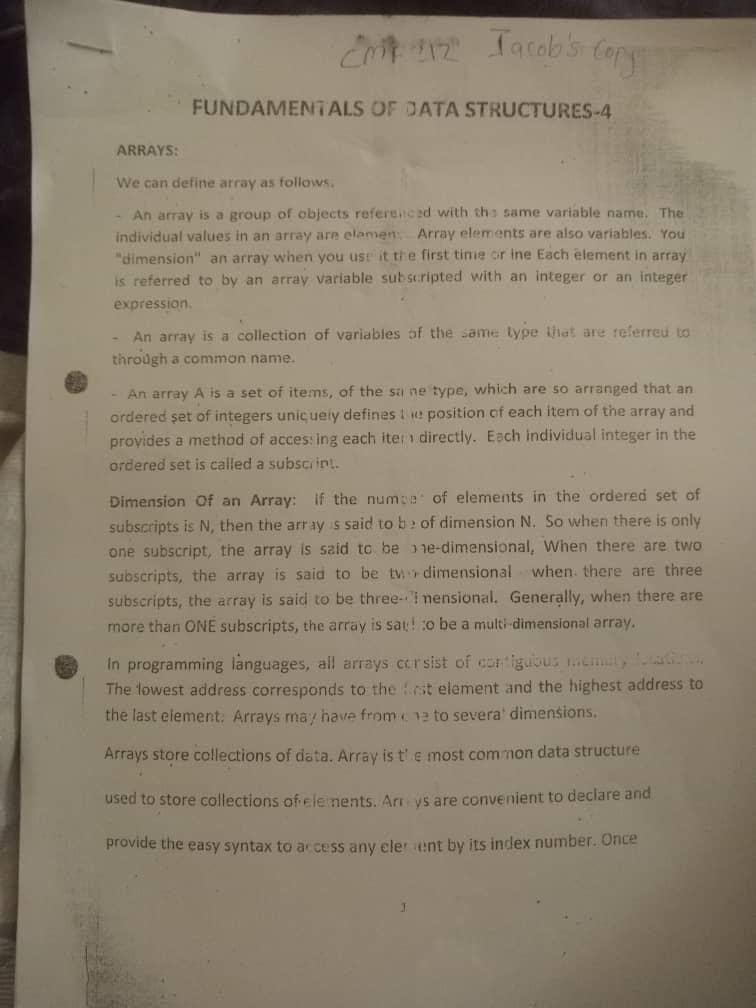 CMP 212 Jacob's Copy
FUNDAMENTALS OF DATA STRUCTURES-4
ARRAYS:
We can define array as follows.
- An array is a group of objects referenced with the same variable name. The
individual values in an array are elements. Array elements are also variables. You
"dimension" an array when you use it the first time or ine Each element in array
is referred to by an array variable subscripted with an integer or an integer
expression.
- An array is a collection of variables of the same type that are referred to
through a common name.
- An array A is a set of items, of the same type, which are so arranged that an
ordered set of integers uniquely defines the position of each item of the array and
provides a method of accessing each item directly. Each individual integer in the
ordered set is called a subscript.
Dimension Of an Array: If the number of elements in the ordered set of
subscripts is N, then the array is said to be of dimension N. So when there is only
one subscript, the array is said to be one-dimensional, When there are two
subscripts, the array is said to be two-dimensional when there are three
subscripts, the array is said to be three-dimensional. Generally, when there are
more than ONE subscripts, the array is said to be a multi-dimensional array.
In programming languages, all arrays consist of contiguous memory locations.
The lowest address corresponds to the first element and the highest address to
the last element. Arrays may have from one to several dimensions.
Arrays store collections of data. Array is the most common data structure
used to store collections of elements. Arrays are convenient to declare and
provide the easy syntax to access any element by its index number. Once